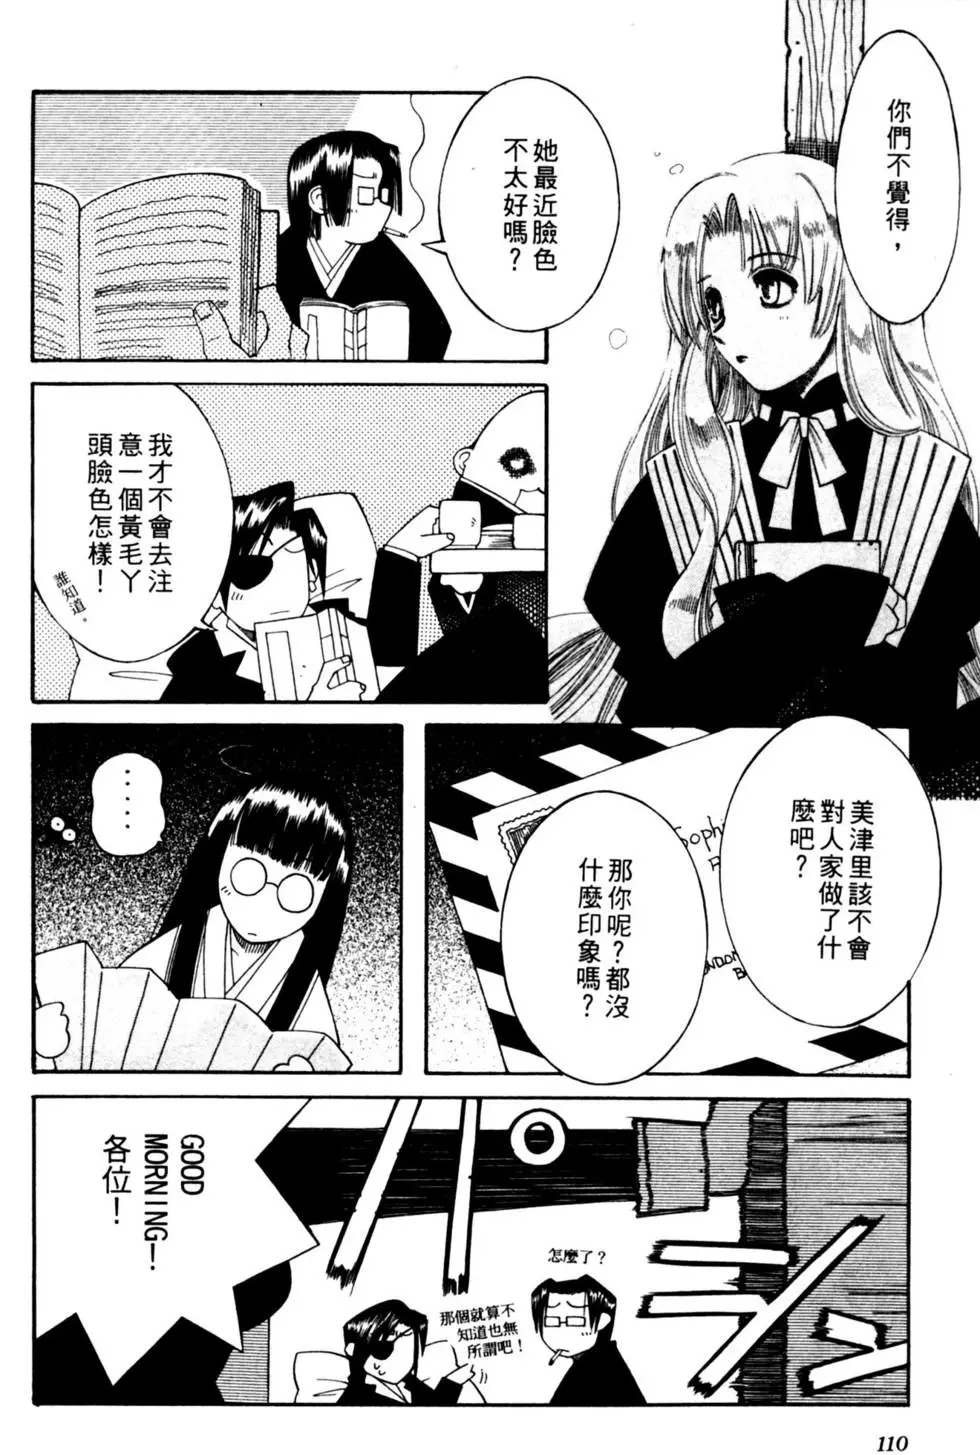 你們不覺得，
她最近臉色
不太好嗎？
我才不會去注
意一個黃毛丫
頭臉色怎樣！
誰知道。
美津里該不會
對人家做了什
麼吧？
那你呢？都沒
什麼印象嗎？
Sophi
．．．．．
GOOD
MORNING！
各位！
怎麼了？
那個就算不
知道也無
所謂吧！
110